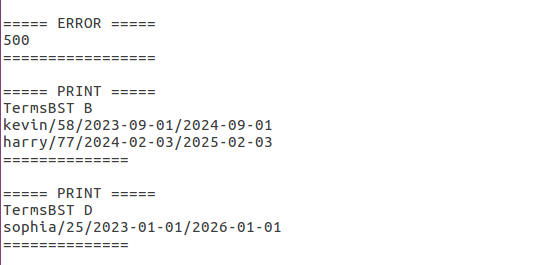 ===== ERROR =====
500
=================
===== PRINT =====
TermsBST B
kevin/58/2023-09-01/2024-09-01
harry/77/2024-02-03/2025-02-03
==============
===== PRINT =====
TermsBST D
sophia/25/2023-01-01/2026-01-01
==============